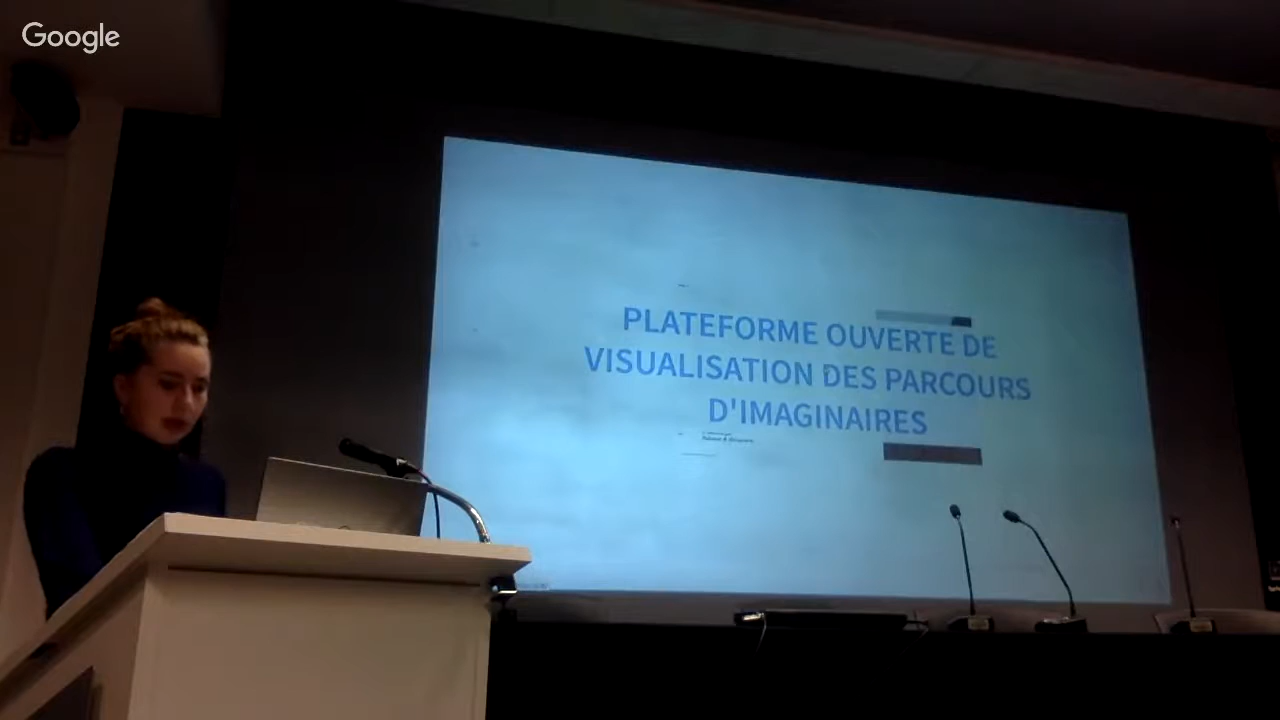 Google
PLATEFORME OUVERTE DE
VISUALISATION DES PARCOURS
D'IMAGINAIRES